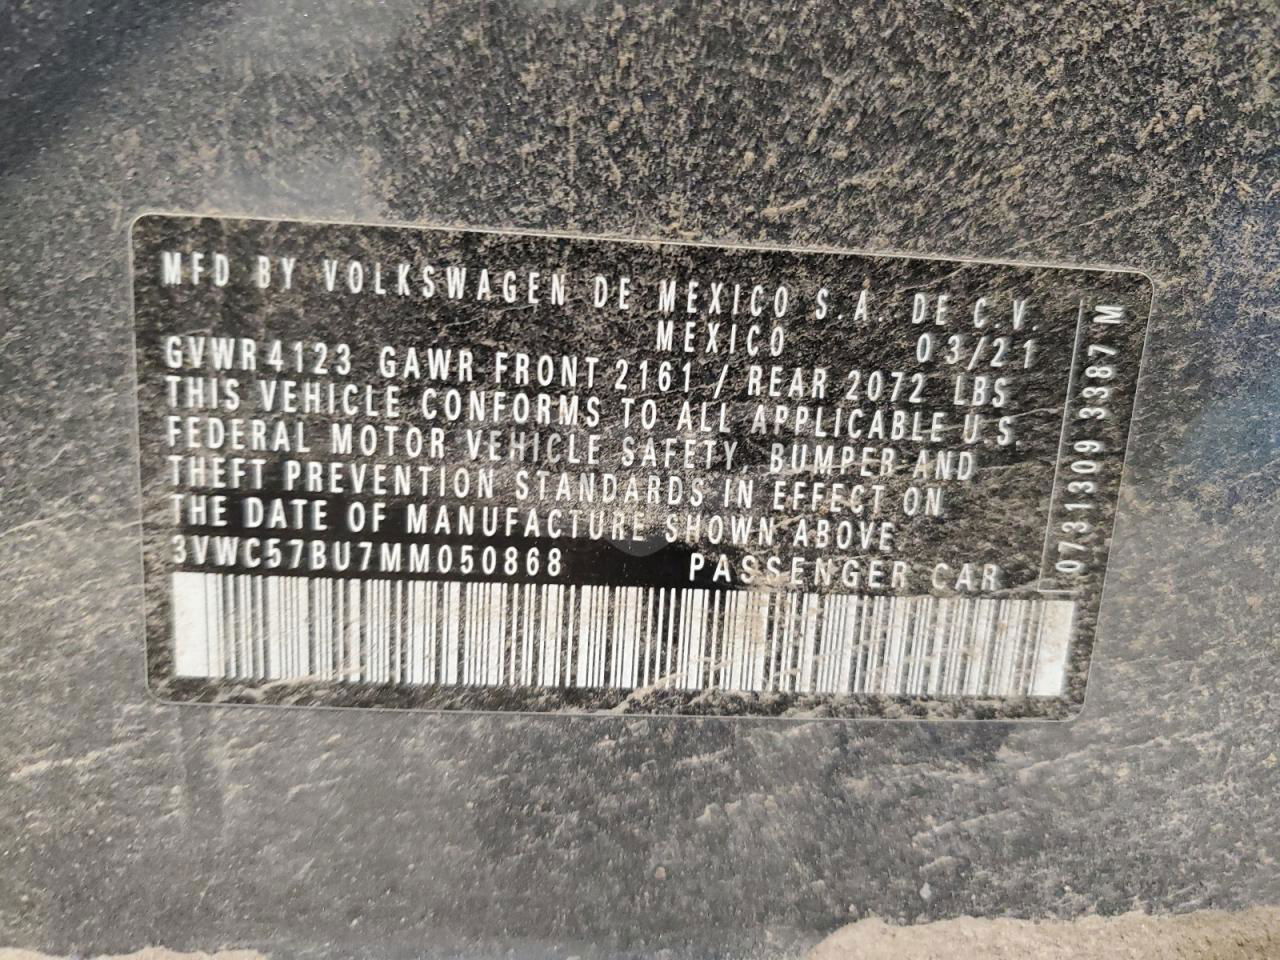 MFD BY VOLKSWAGEN DE MEXICO S.A. DE C.V.
MEXICO 03/21
GVWR 4123 GAWR FRONT 2161 / REAR 2072 LBS
THIS VEHICLE CONFORMS TO ALL APPLICABLE U S
FEDERAL MOTOR VEHICLE SAFETY, BUMPER AND
THEFT PREVENTION STANDARDS IN EFFECT ON
THE DATE OF MANUFACTURE SHOWN ABOVE
3VWC57BU7MM050868 PASSENGER CAR
0731309 3387 M